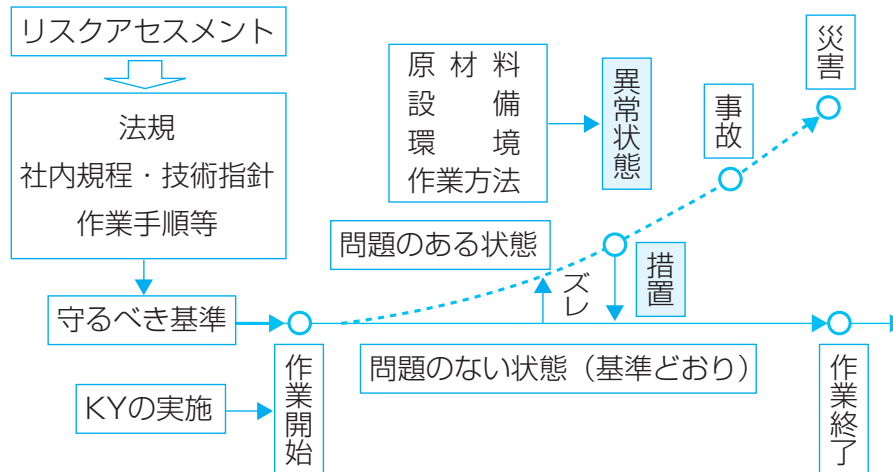 リスクアセスメント
法規
社内規程・技術指針
作業手順等
守るべき基準
KYの実施
作業開始
原材料
設備
環境
作業方法
異常状態
事故
災害
問題のある状態
ズレ
措置
問題のない状態（基準どおり）
作業終了